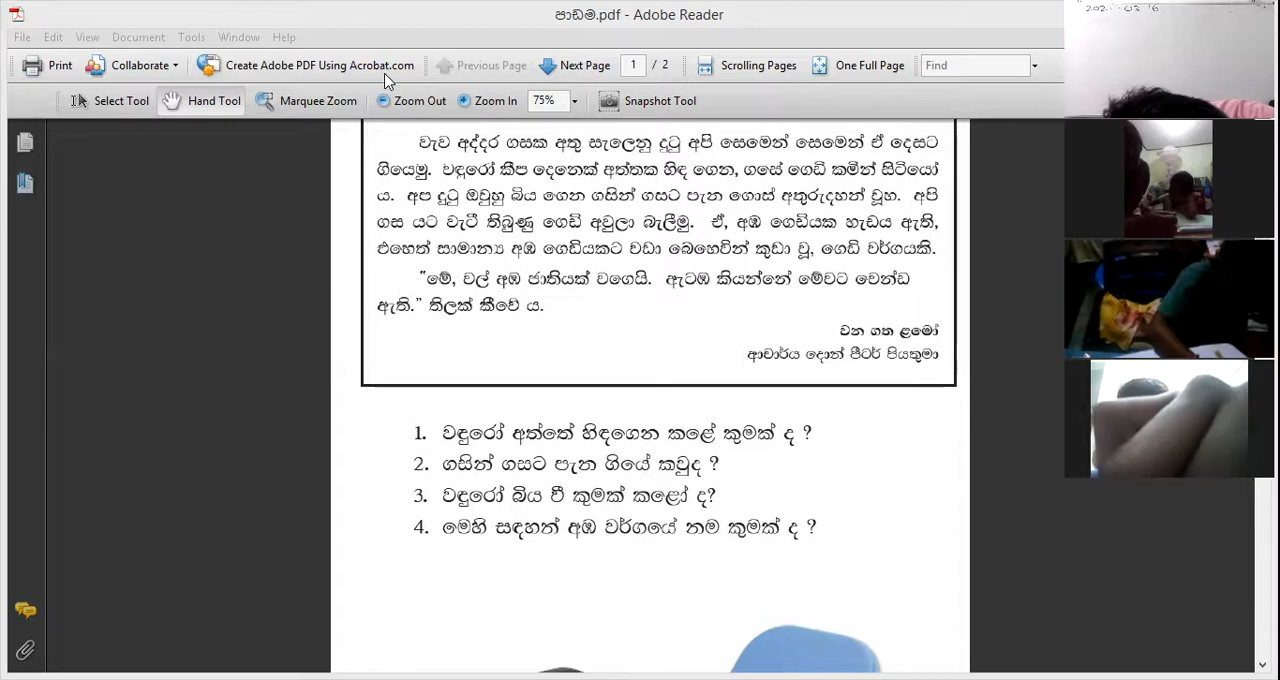 පාඩම.pdf - Adobe Reader
File Edit View Document Tools Window Help
Print Collaborate Create Adobe PDF Using Acrobat.com Previous Page Next Page 1 / 2 Scrolling Pages One Full Page Find
Select Tool Hand Tool Marquee Zoom Zoom Out Zoom In 75% Snapshot Tool
වැව අද්දර ගසක අතු සැලෙනු දුටු අපි සෙමෙන් සෙමෙන් ඒ දෙසට
ගියෙමු. වඳුරෝ කීප දෙනෙක් අත්තක හිඳ ගෙන, ගසේ ගෙඩි කමින් සිටියෝ
ය. අප දුටු ඔවුහු බිය ගෙන ගසින් ගසට පැන ගොස් අතුරුදහන් වූහ. අපි
ගස යට වැටී තිබුණු ගෙඩි අවුලා බැලීමු. ඒ, අඹ ගෙඩියක හැඩය ඇති,
එහෙත් සාමාන්‍ය අඹ ගෙඩියකට වඩා බෙහෙවින් කුඩා වූ, ගෙඩි වර්ගයකි.
“මේ, වල් අඹ ජාතියක් වගෙයි. ඇටඹ කියන්නේ මේවට වෙන්ඩ
ඇති.” තිලක් කීවේ ය.
වන ගත ළමෝ
ආචාර්ය දොන් පීටර් පියතුමා
1. වඳුරෝ අත්තේ හිඳගෙන කළේ කුමක් ද ?
2. ගසින් ගසට පැන ගියේ කවුද ?
3. වඳුරෝ බිය වී කුමක් කළෝ ද?
4. මෙහි සඳහන් අඹ වර්ගයේ නම කුමක් ද ?